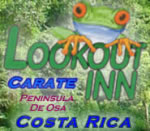 LOOKOUT
INN
CARATE
PENINSULA
DE OSA
COSTA RICA